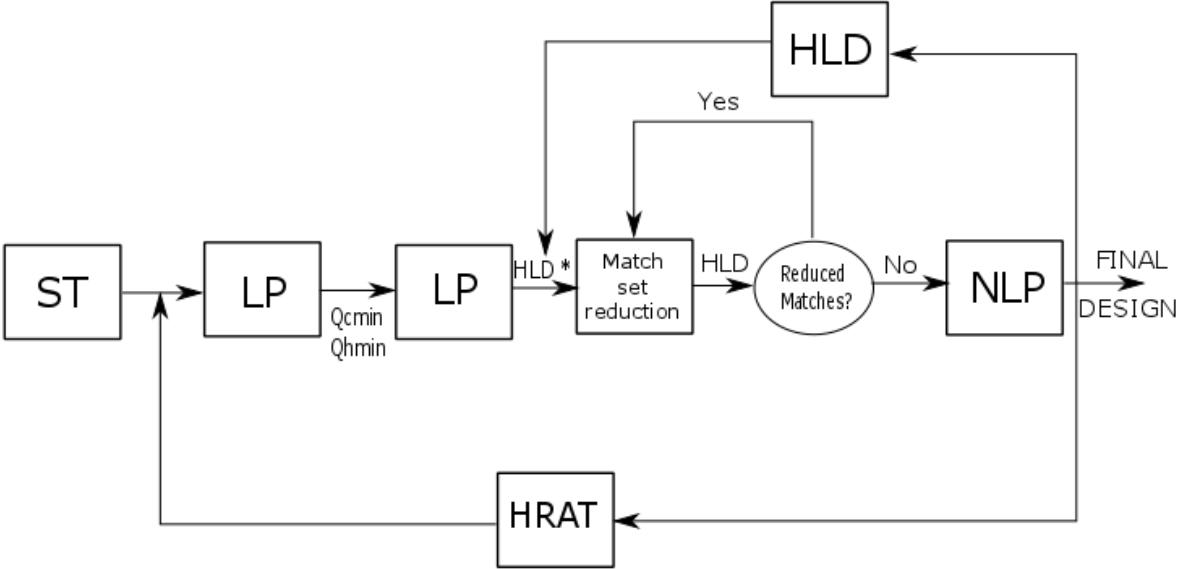 HLD
Yes
ST
LP
Qcmin
Qhmin
LP
HLD*
Match
set
reduction
HLD
Reduced
Matches?
No
NLP
FINAL
DESIGN
HRAT